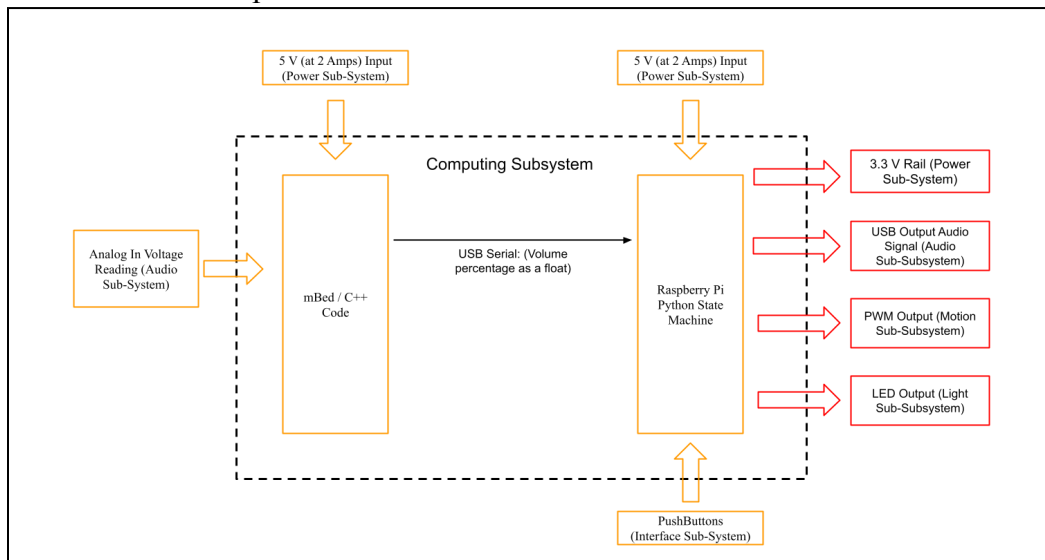 5 V (at 2 Amps) Input
(Power Sub-System)
5 V (at 2 Amps) Input
(Power Sub-System)
Computing Subsystem
3.3 V Rail (Power
Sub-System)
Analog In Voltage
Reading (Audio
Sub-System)
mBed / C++
Code
USB Serial: (Volume
percentage as a float)
Raspberry Pi
Python State
Machine
USB Output Audio
Signal (Audio
Sub-Subsystem)
PWM Output (Motion
Sub-Subsystem)
LED Output (Light
Sub-Subsystem)
PushButtons
(Interface Sub-System)